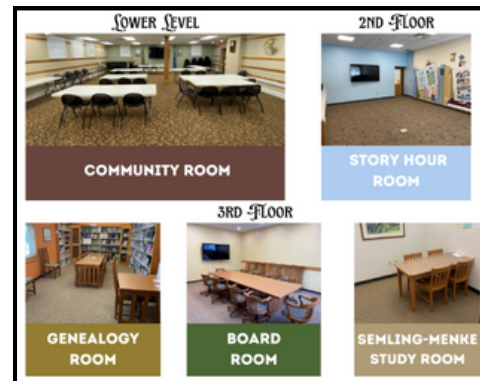 Lower Level
2nd Floor
COMMUNITY ROOM
STORY HOUR
ROOM
3rd Floor
GENEALOGY
ROOM
BOARD
ROOM
SEMLING-MENKE
STUDY ROOM